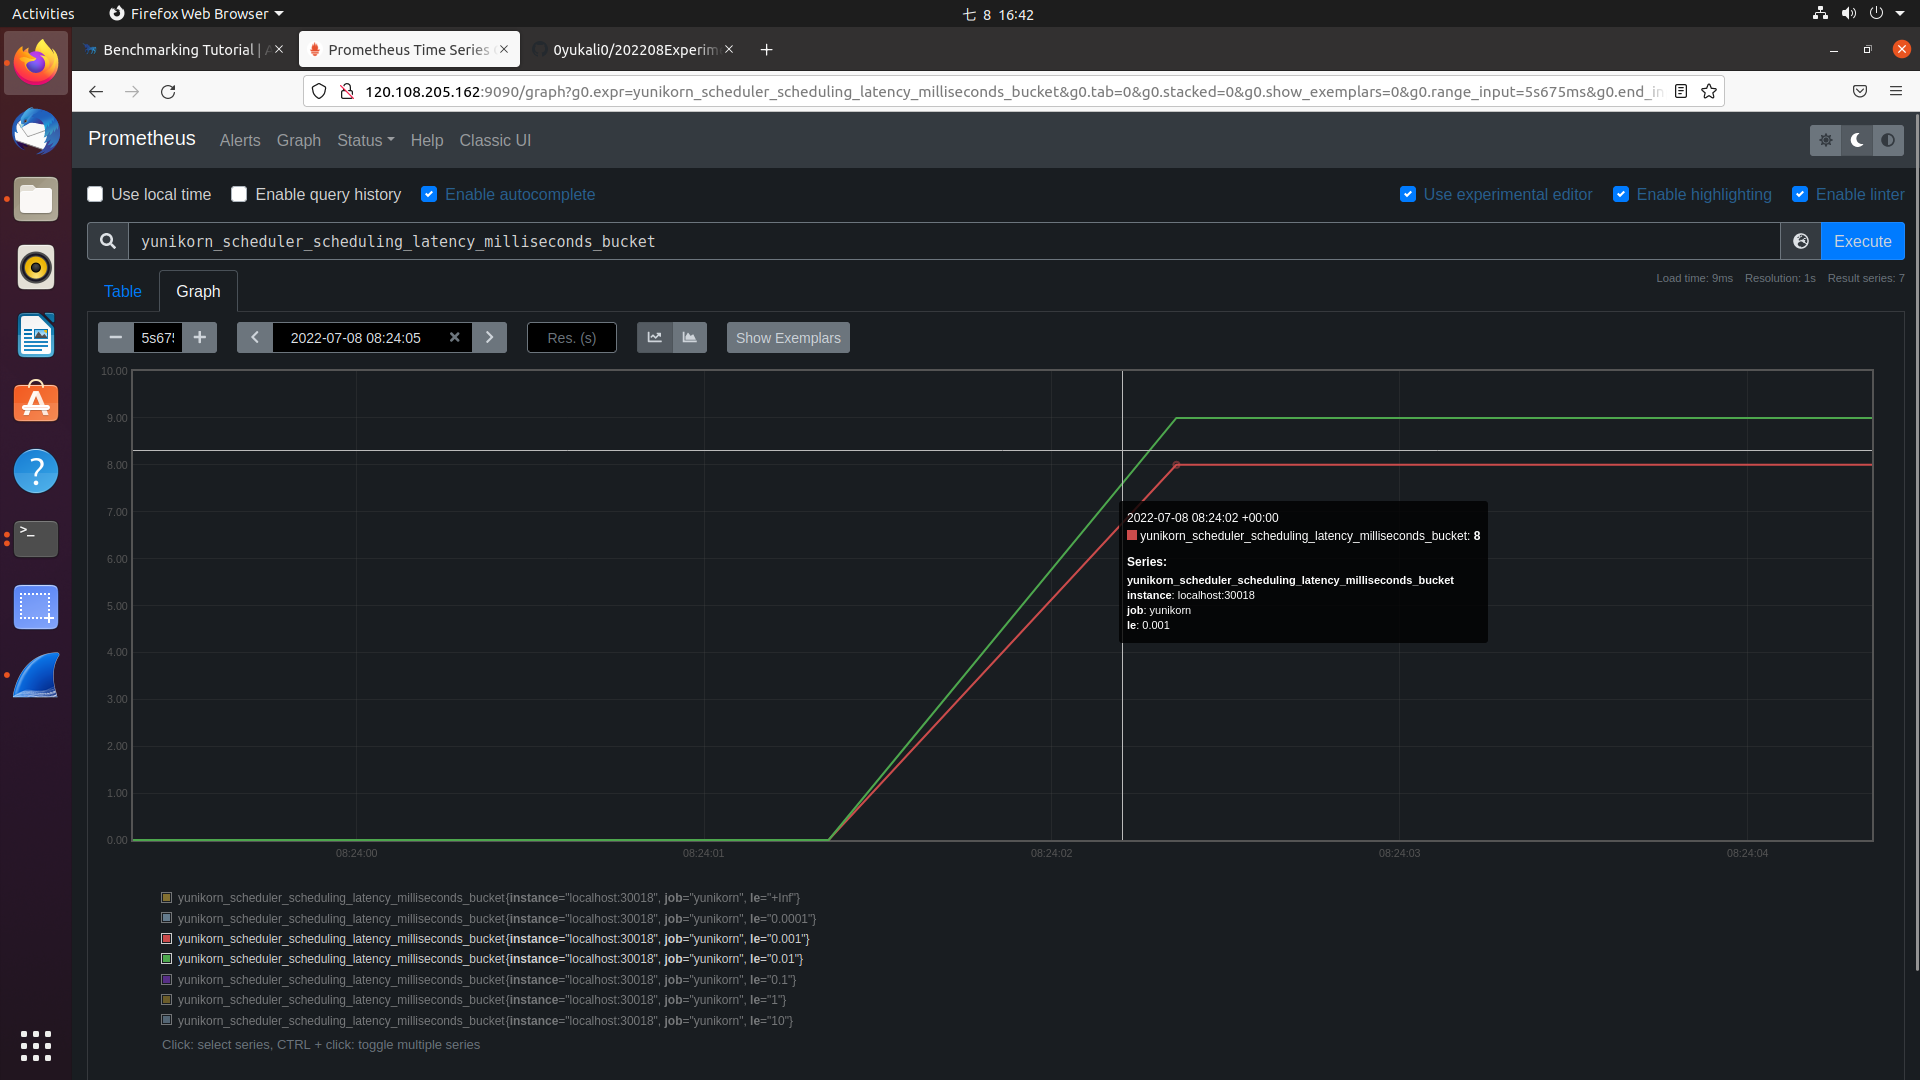 Activities
Firefox Web Browser
七 8 16:42
Benchmarking Tutorial | A
Prometheus Time Series
0yukali0/202208Experim
120.108.205.162:9090/graph?g0.expr=yunikorn_scheduler_scheduling_latency_milliseconds_bucket&g0.tab=0&g0.stacked=0&g0.show_exemplars=0&g0.range_input=5s675ms&g0.end_in
Prometheus
Alerts
Graph
Status
Help
Classic UI
Use local time
Enable query history
Enable autocomplete
Use experimental editor
Enable highlighting
Enable linter
yunikorn_scheduler_scheduling_latency_milliseconds_bucket
Execute
Table
Graph
Load time: 9ms Resolution: 1s Result series: 7
5s675
2022-07-08 08:24:05
Res. (s)
Show Exemplars
10.00
9.00
8.00
7.00
6.00
5.00
4.00
3.00
2.00
1.00
0.00
2022-07-08 08:24:02 +00:00
yunikorn_scheduler_scheduling_latency_milliseconds_bucket: 8
Series:
yunikorn_scheduler_scheduling_latency_milliseconds_bucket
instance: localhost:30018
job: yunikorn
le: 0.001
08:24:00
08:24:01
08:24:02
08:24:03
08:24:04
yunikorn_scheduler_scheduling_latency_milliseconds_bucket{instance="localhost:30018", job="yunikorn", le="+Inf"}
yunikorn_scheduler_scheduling_latency_milliseconds_bucket{instance="localhost:30018", job="yunikorn", le="0.0001"}
yunikorn_scheduler_scheduling_latency_milliseconds_bucket{instance="localhost:30018", job="yunikorn", le="0.001"}
yunikorn_scheduler_scheduling_latency_milliseconds_bucket{instance="localhost:30018", job="yunikorn", le="0.01"}
yunikorn_scheduler_scheduling_latency_milliseconds_bucket{instance="localhost:30018", job="yunikorn", le="0.1"}
yunikorn_scheduler_scheduling_latency_milliseconds_bucket{instance="localhost:30018", job="yunikorn", le="1"}
yunikorn_scheduler_scheduling_latency_milliseconds_bucket{instance="localhost:30018", job="yunikorn", le="10"}
Click: select series, CTRL + click: toggle multiple series